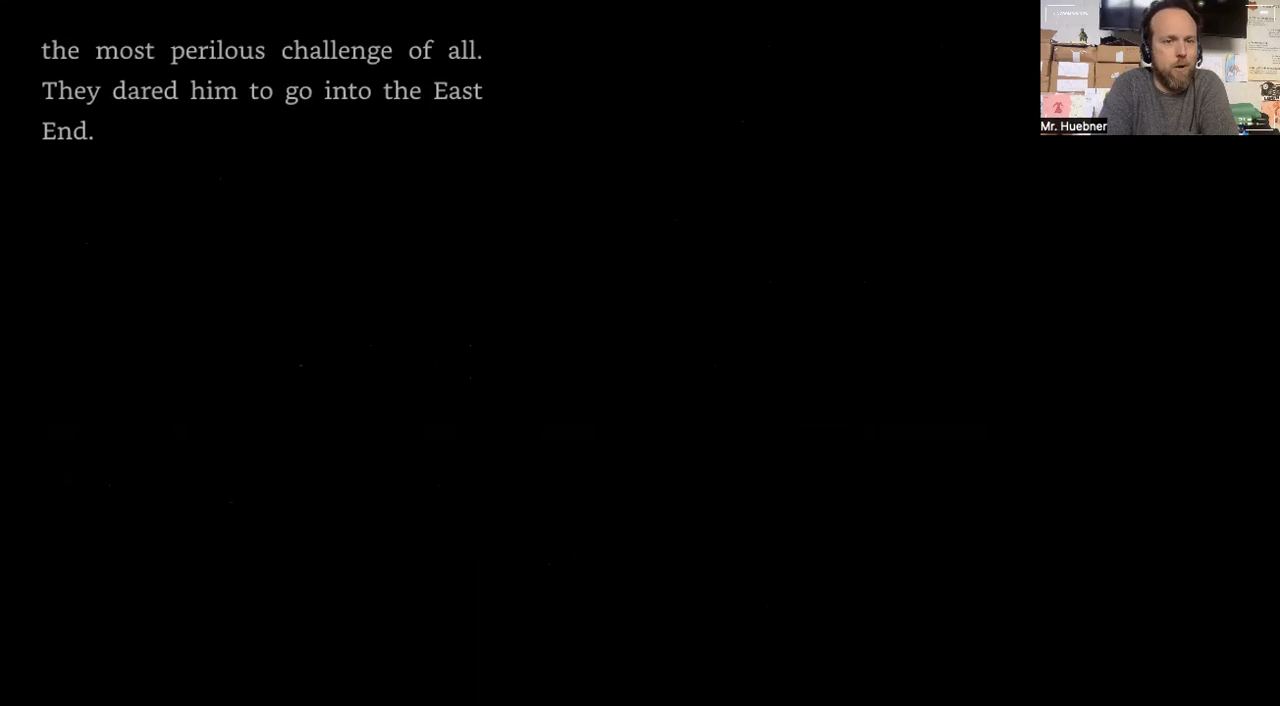 the most perilous challenge of all.
They dared him to go into the East
End.
Mr. Huebner